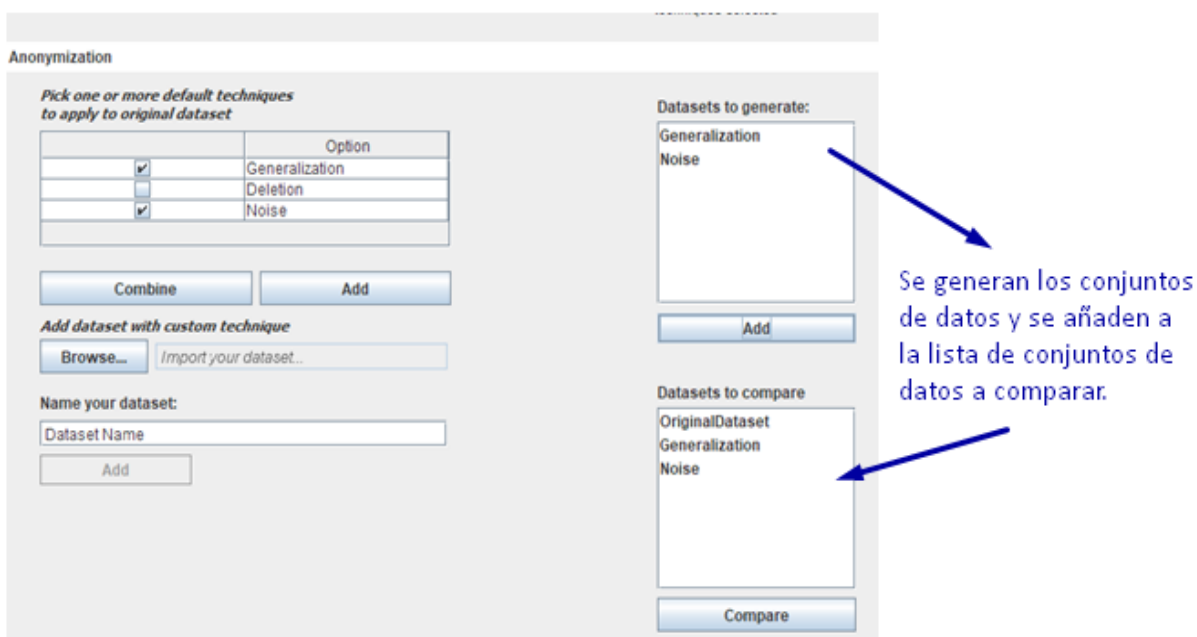 Anonymization
Pick one or more default techniques
to apply to original dataset
Option
Generalization
Deletion
Noise
Combine
Add
Add dataset with custom technique
Browse...
Import your dataset...
Name your dataset:
Dataset Name
Add
Datasets to generate:
Generalization
Noise
Add
Datasets to compare
OriginalDataset
Generalization
Noise
Compare
Se generan los conjuntos
de datos y se añaden a
la lista de conjuntos de
datos a comparar.